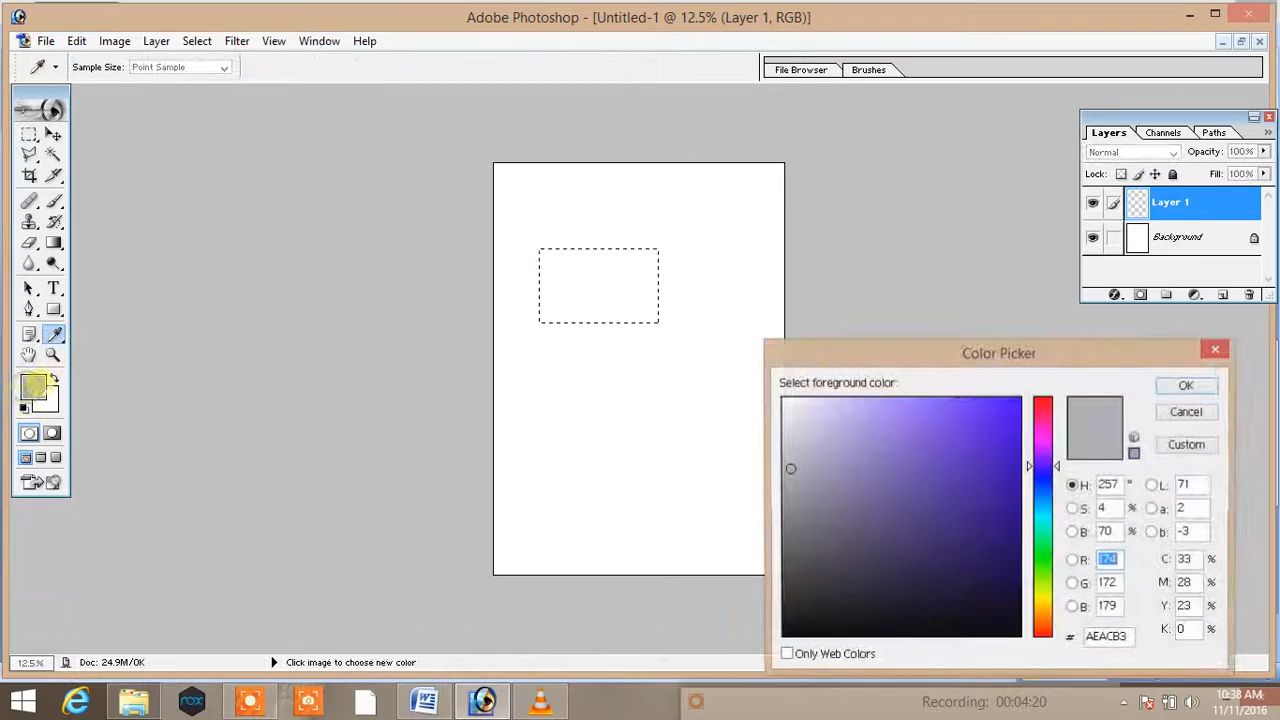 Adobe Photoshop - [Untitled-1 @ 12.5% (Layer 1, RGB)]
File Edit Image Layer Select Filter View Window Help
Sample Size: Point Sample
File Browser Brushes
Layers Channels Paths
Normal Opacity: 100%
Lock: Fill: 100%
Layer 1
Background
T
Color Picker
Select foreground color:
OK
Cancel
Custom
H: 257 ° L: 71
S: 4 % a: 2
B: 70 % b: -3
R: 174 C: 33 %
G: 172 M: 28 %
B: 179 Y: 23 %
# AEACB3 K: 0 %
Only Web Colors
12.5% Doc: 24.9M/0K Click image to choose new color
nox
Recording: 00:04:20
10:38 AM
11/11/2016